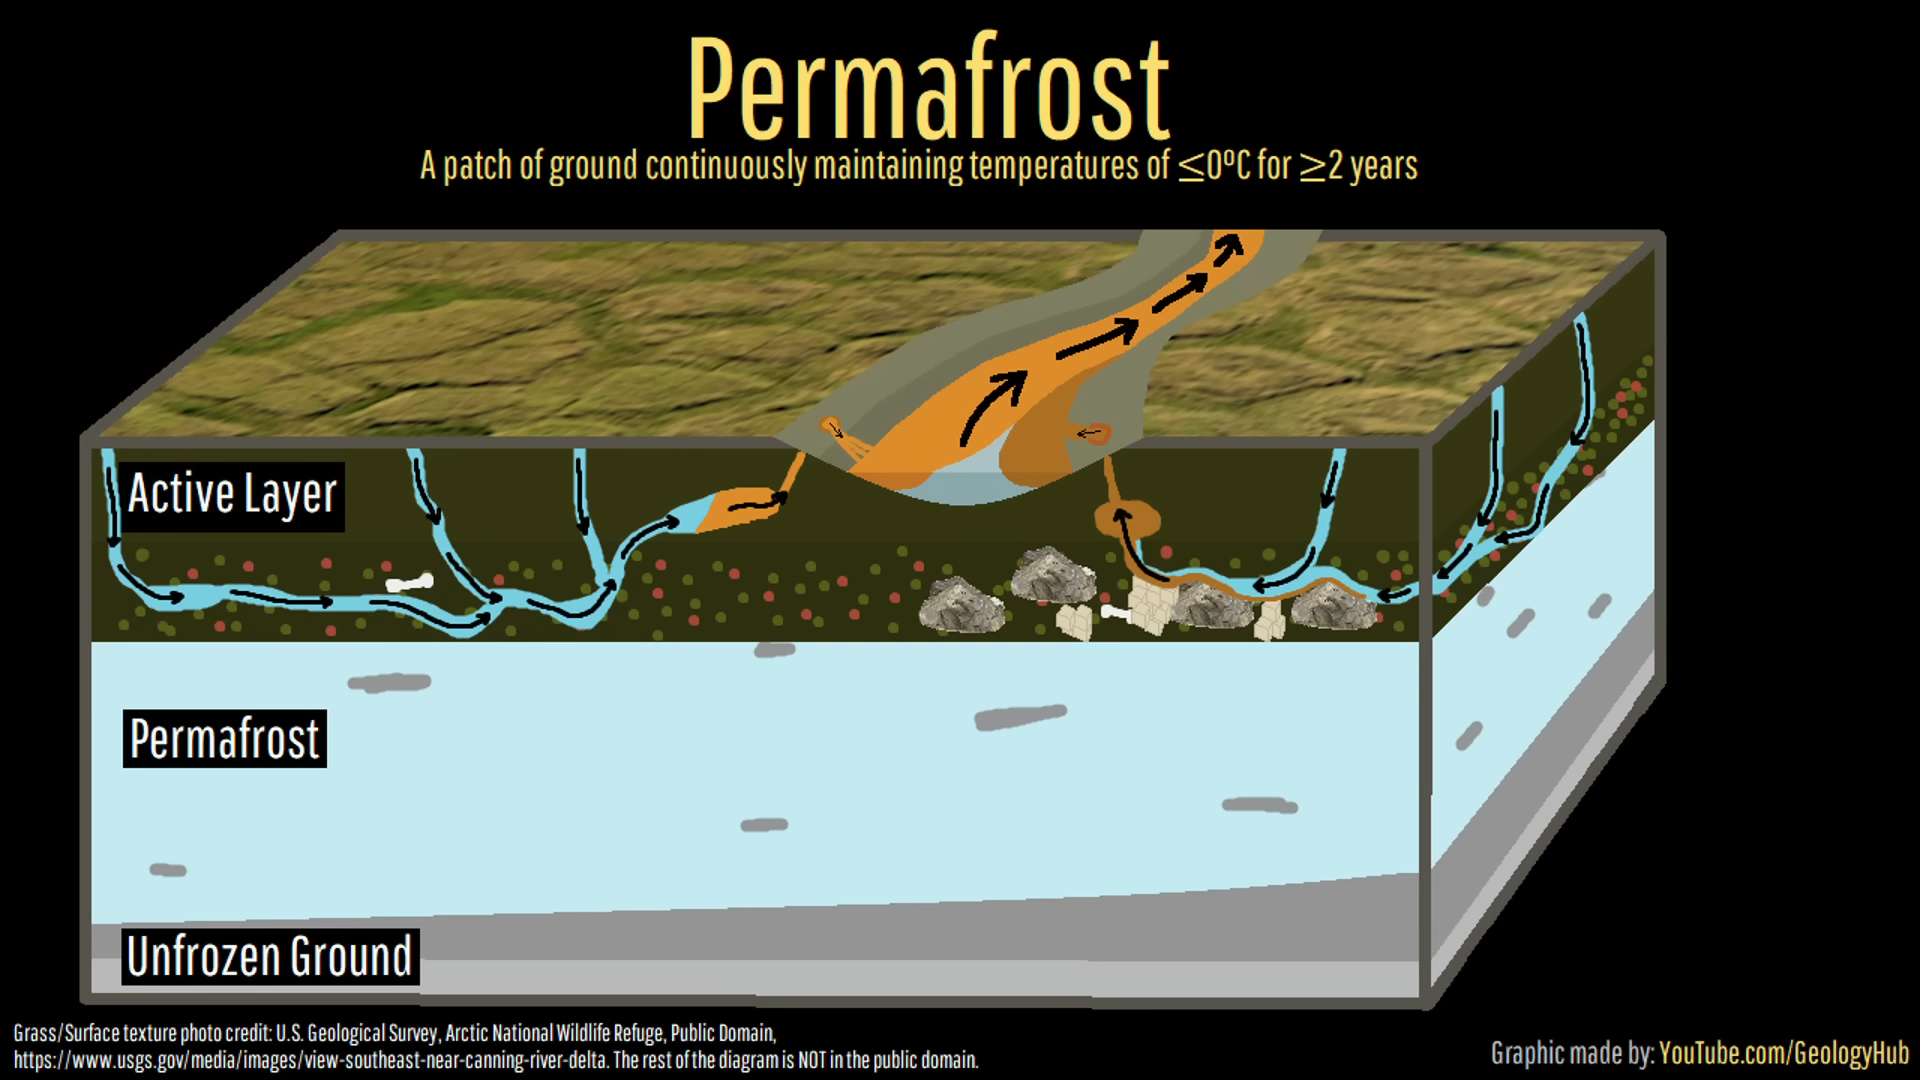 Permafrost
A patch of ground continuously maintaining temperatures of ≤0ºC for ≥2 years
Active Layer
Permafrost
Unfrozen Ground
Grass/Surface texture photo credit: U.S. Geological Survey, Arctic National Wildlife Refuge, Public Domain,
https://www.usgs.gov/media/images/view-southeast-near-canning-river-delta. The rest of the diagram is NOT in the public domain.
Graphic made by: YouTube.com/GeologyHub